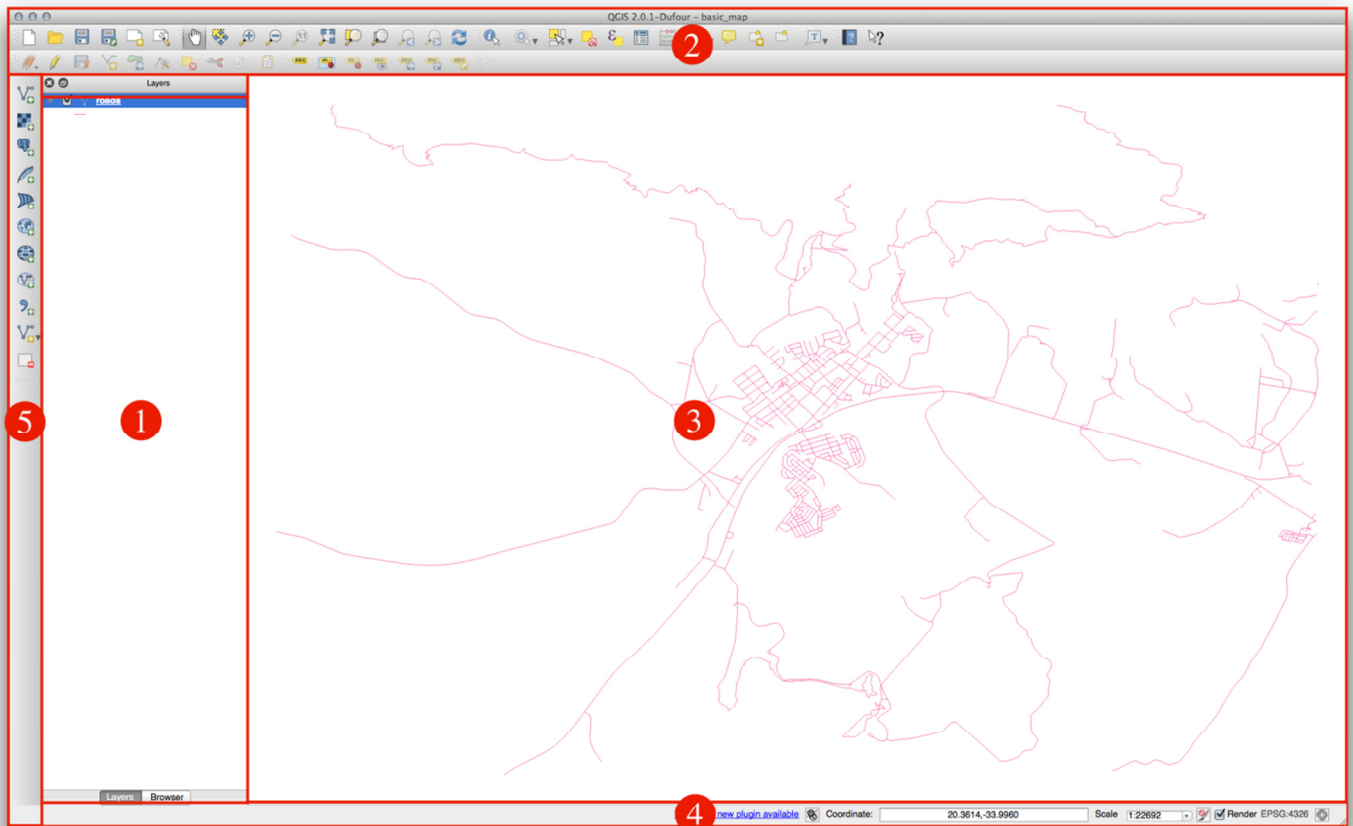 QGIS 2.0.1-Dufour - basic_map
2
abc
Layers
roads
5
1
3
Layers Browser
4
new plugin available Coordinate: 20.3614,-33.9960 Scale 1:22692 Render EPSG:4326